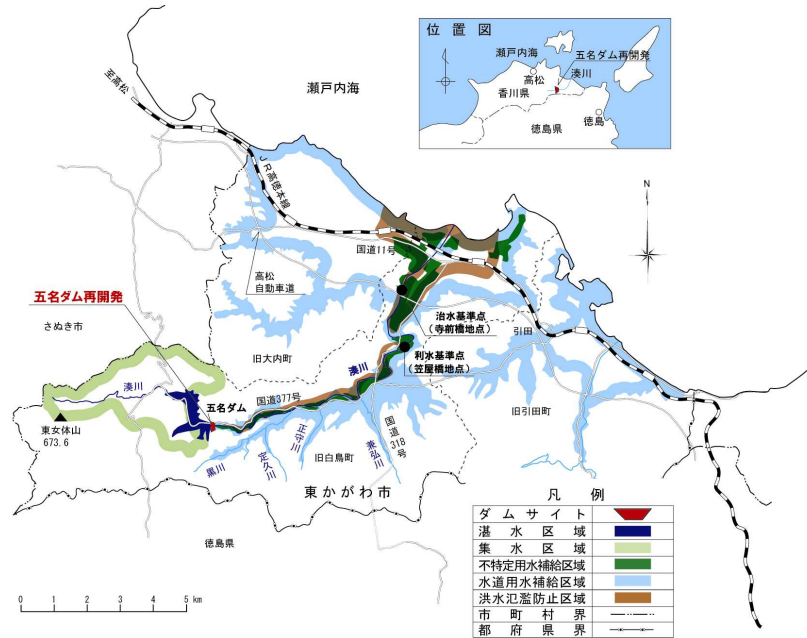 位置図
瀬戸内海
五名ダム再開発
高松
湊川
香川県
徳島
徳島県
至高松
瀬戸内海
JR高徳本線
N
国道11号
高松
自動車道
五名ダム再開発
さぬき市
治水基準点
(寺前橋地点)
引田
旧大内町
利水基準点
(笠屋橋地点)
湊川
湊川
国道377号
五名ダム
東女体山
673.6
旧引田町
国道318号
正守川
兼弘川
旧白鳥町
定久川
黒川
東かがわ市
徳島県
凡例
ダムサイト
湛水区域
集水区域
不特定用水補給区域
水道用水補給区域
洪水氾濫防止区域
市町村界
都府県界
0 1 2 3 4 5 km